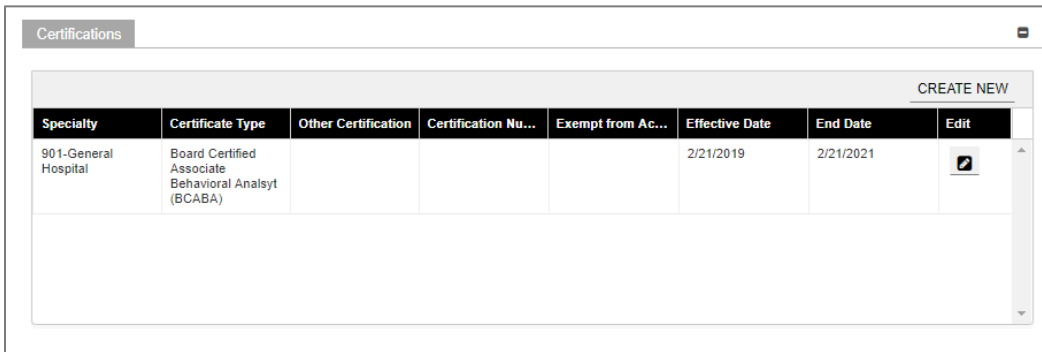 Certifications
CREATE NEW
Specialty Certificate Type Other Certification Certification Nu... Exempt from Ac... Effective Date End Date Edit
901-General Board Certified 2/21/2019 2/21/2021
Hospital Associate
Behavioral Analsyt
(BCABA)